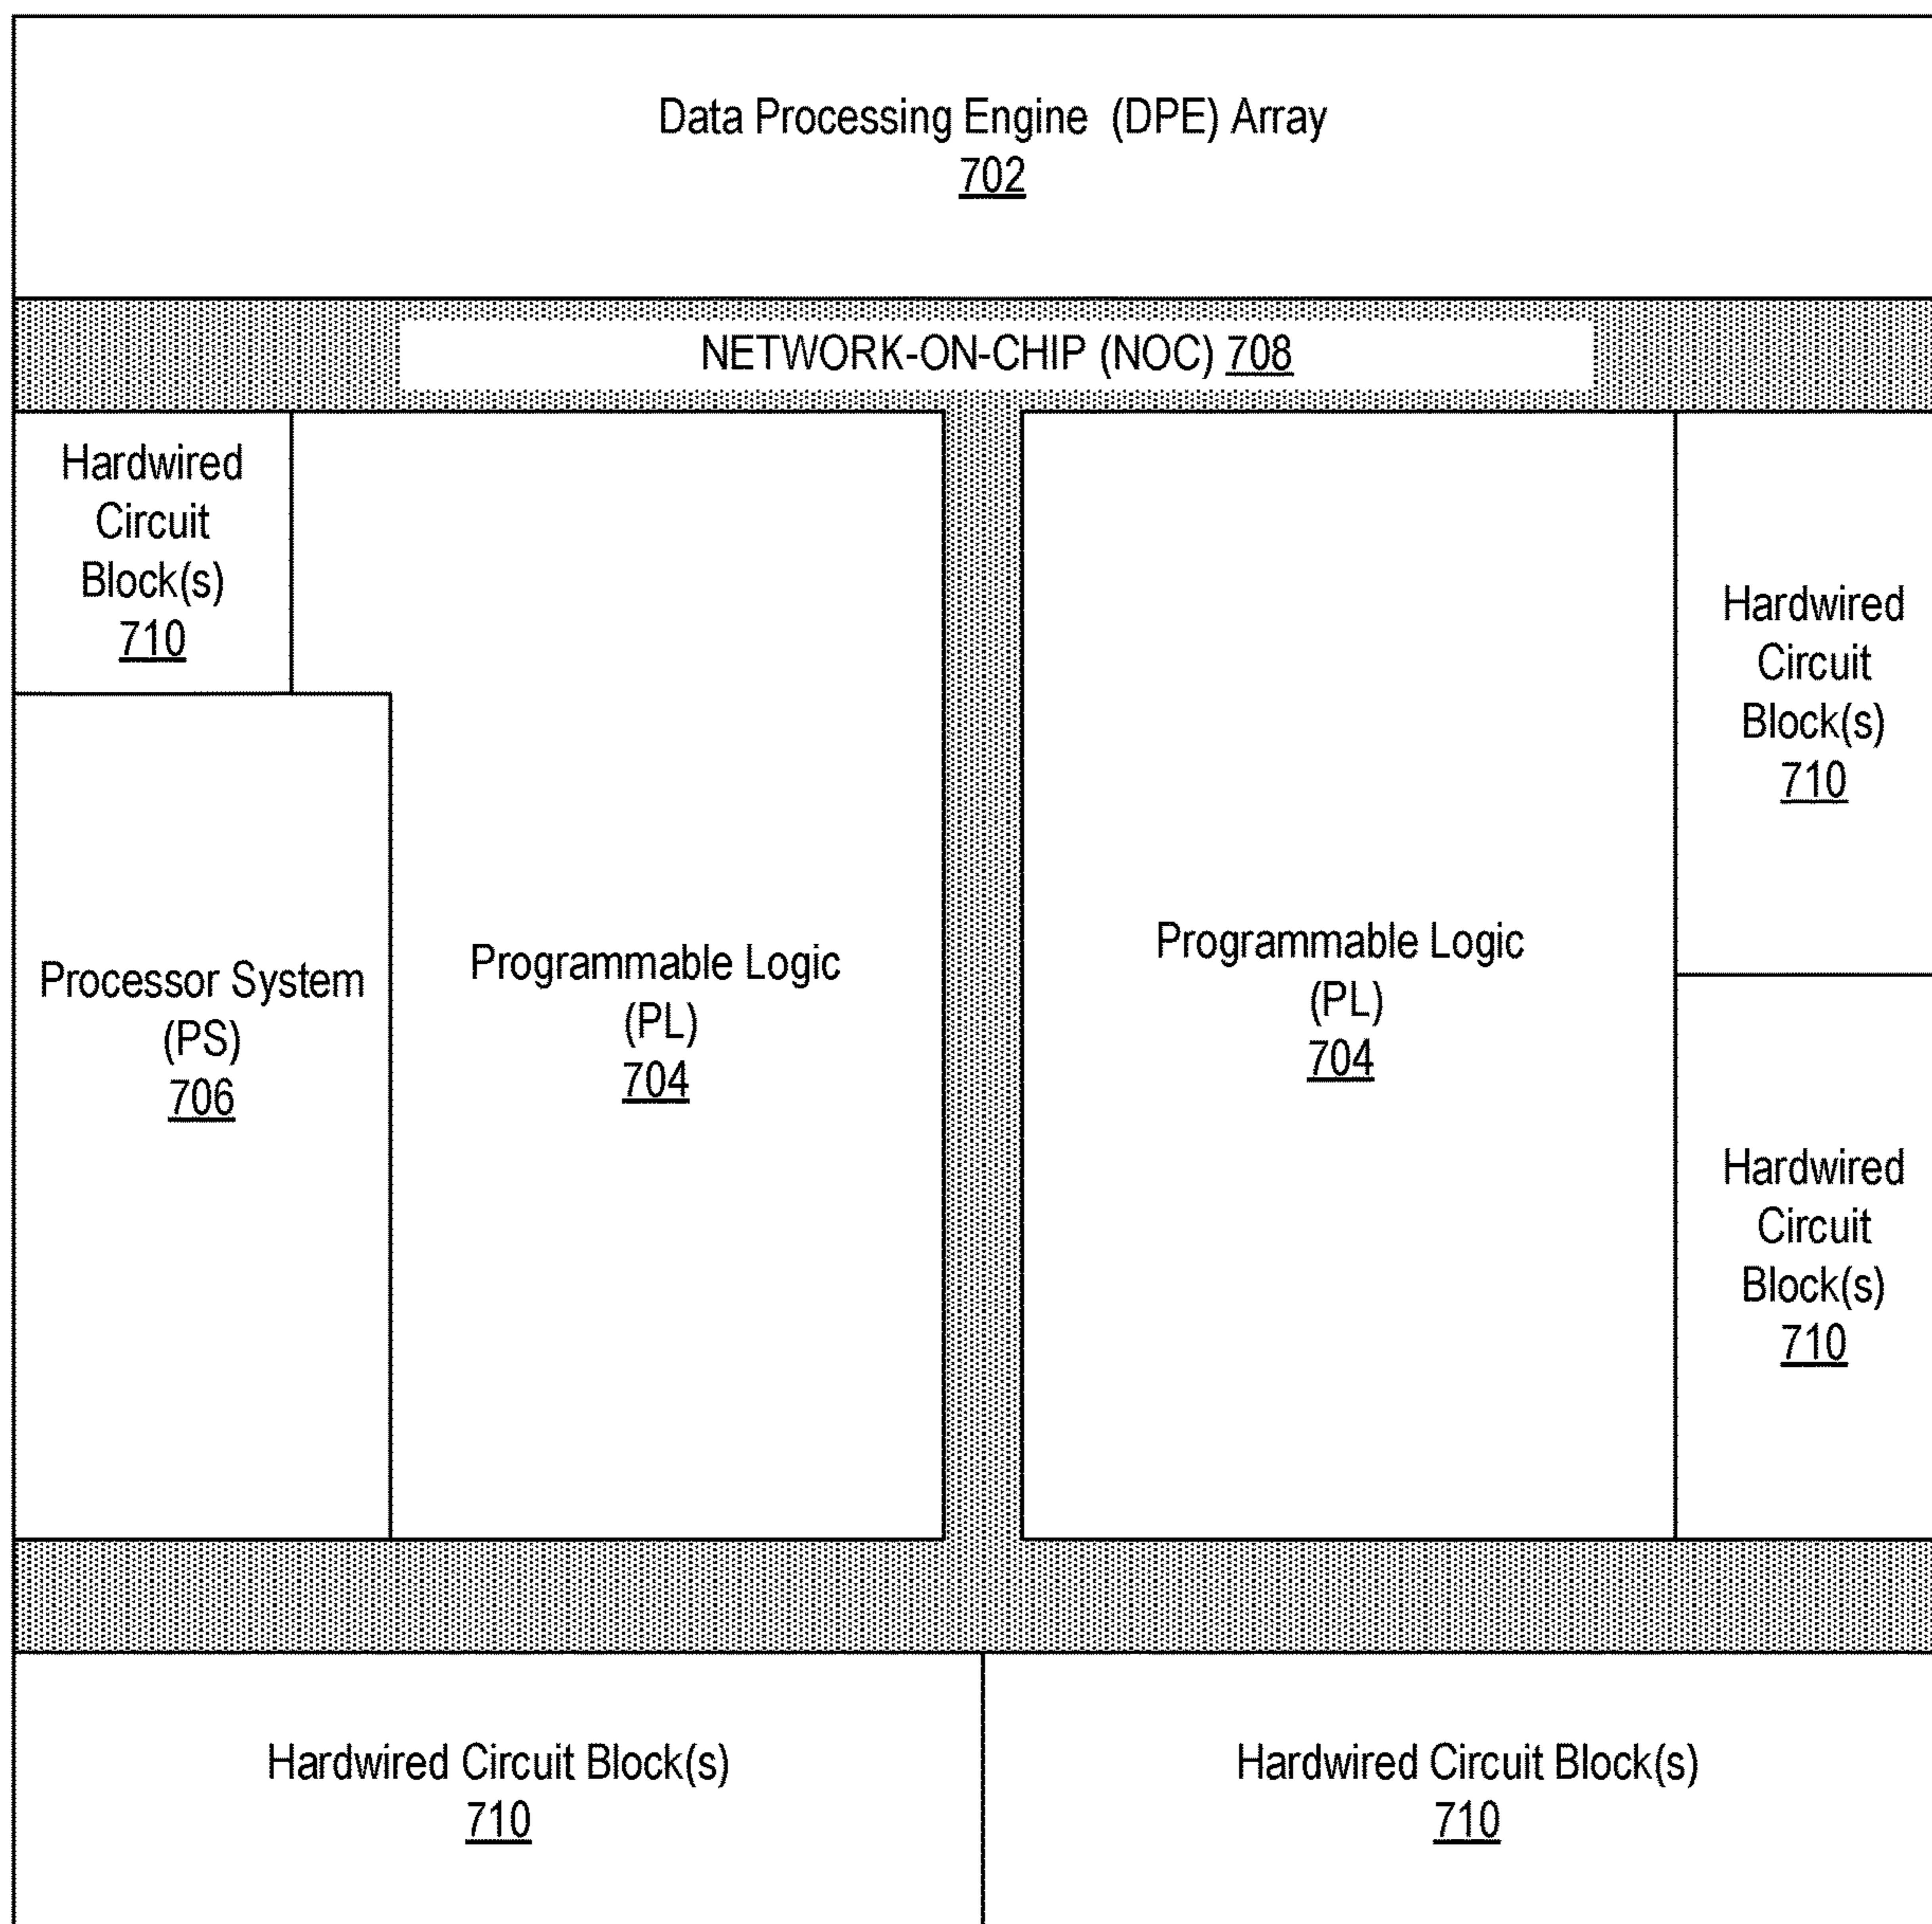 Data Processing Engine (DPE) Array
702
NETWORK-ON-CHIP (NOC) 708
Hardwired
Circuit
Block(s)
710
Processor System
(PS)
706
Programmable Logic
(PL)
704
Programmable Logic
(PL)
704
Hardwired
Circuit
Block(s)
710
Hardwired
Circuit
Block(s)
710
Hardwired Circuit Block(s)
710
Hardwired Circuit Block(s)
710